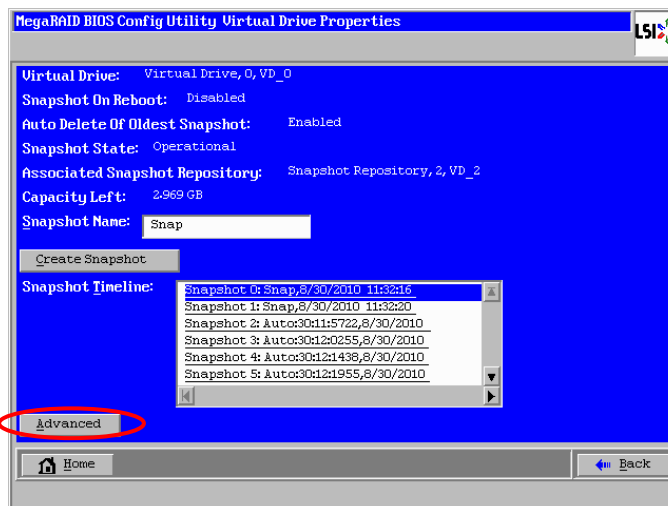 MegaRAID BIOS Config Utility Virtual Drive Properties
LSI
Virtual Drive: Virtual Drive, 0, VD_0
Snapshot On Reboot: Disabled
Auto Delete Of Oldest Snapshot: Enabled
Snapshot State: Operational
Associated Snapshot Repository: Snapshot Repository, 2, VD_2
Capacity Left: 2.969 GB
Snapshot Name: Snap
Create Snapshot
Snapshot Timeline:
Snapshot 0: Snap,8/30/2010 11:32:16
Snapshot 1: Snap,8/30/2010 11:32:20
Snapshot 2: Auto:30:11:5722,8/30/2010
Snapshot 3: Auto:30:12:0255,8/30/2010
Snapshot 4: Auto:30:12:1438,8/30/2010
Snapshot 5: Auto:30:12:1955,8/30/2010
Advanced
Home
Back